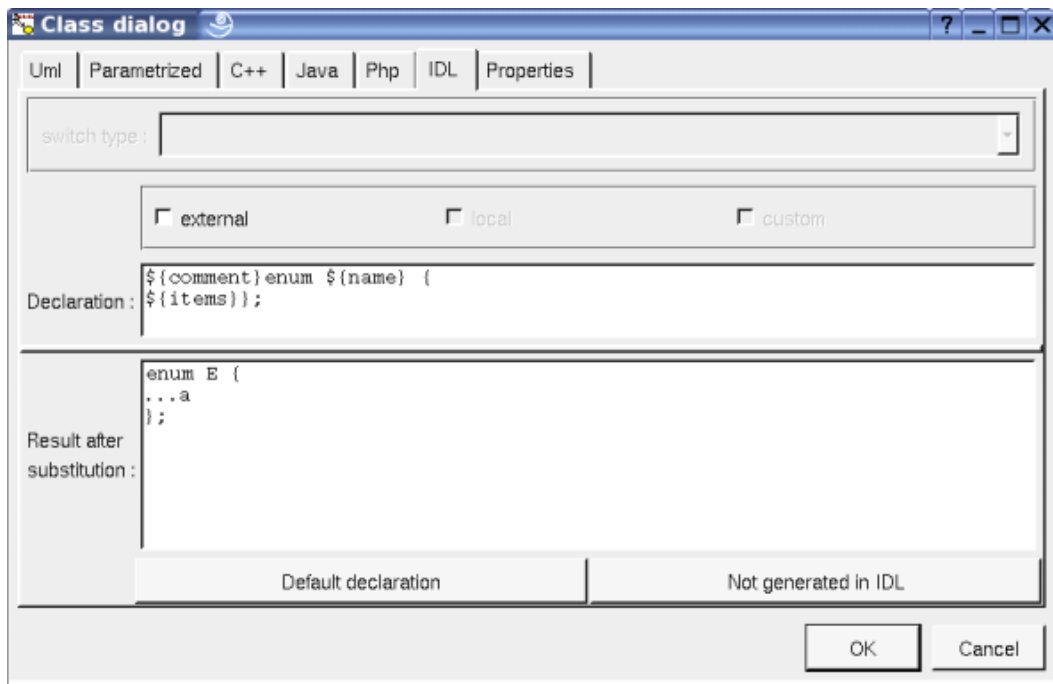 Class dialog ?
Uml Parametrized C++ Java Php IDL Properties
switch type :
external local custom
Declaration :
${comment}enum ${name} {
${items}};
Result after
substitution :
enum E {
...a
};
Default declaration Not generated in IDL
OK Cancel